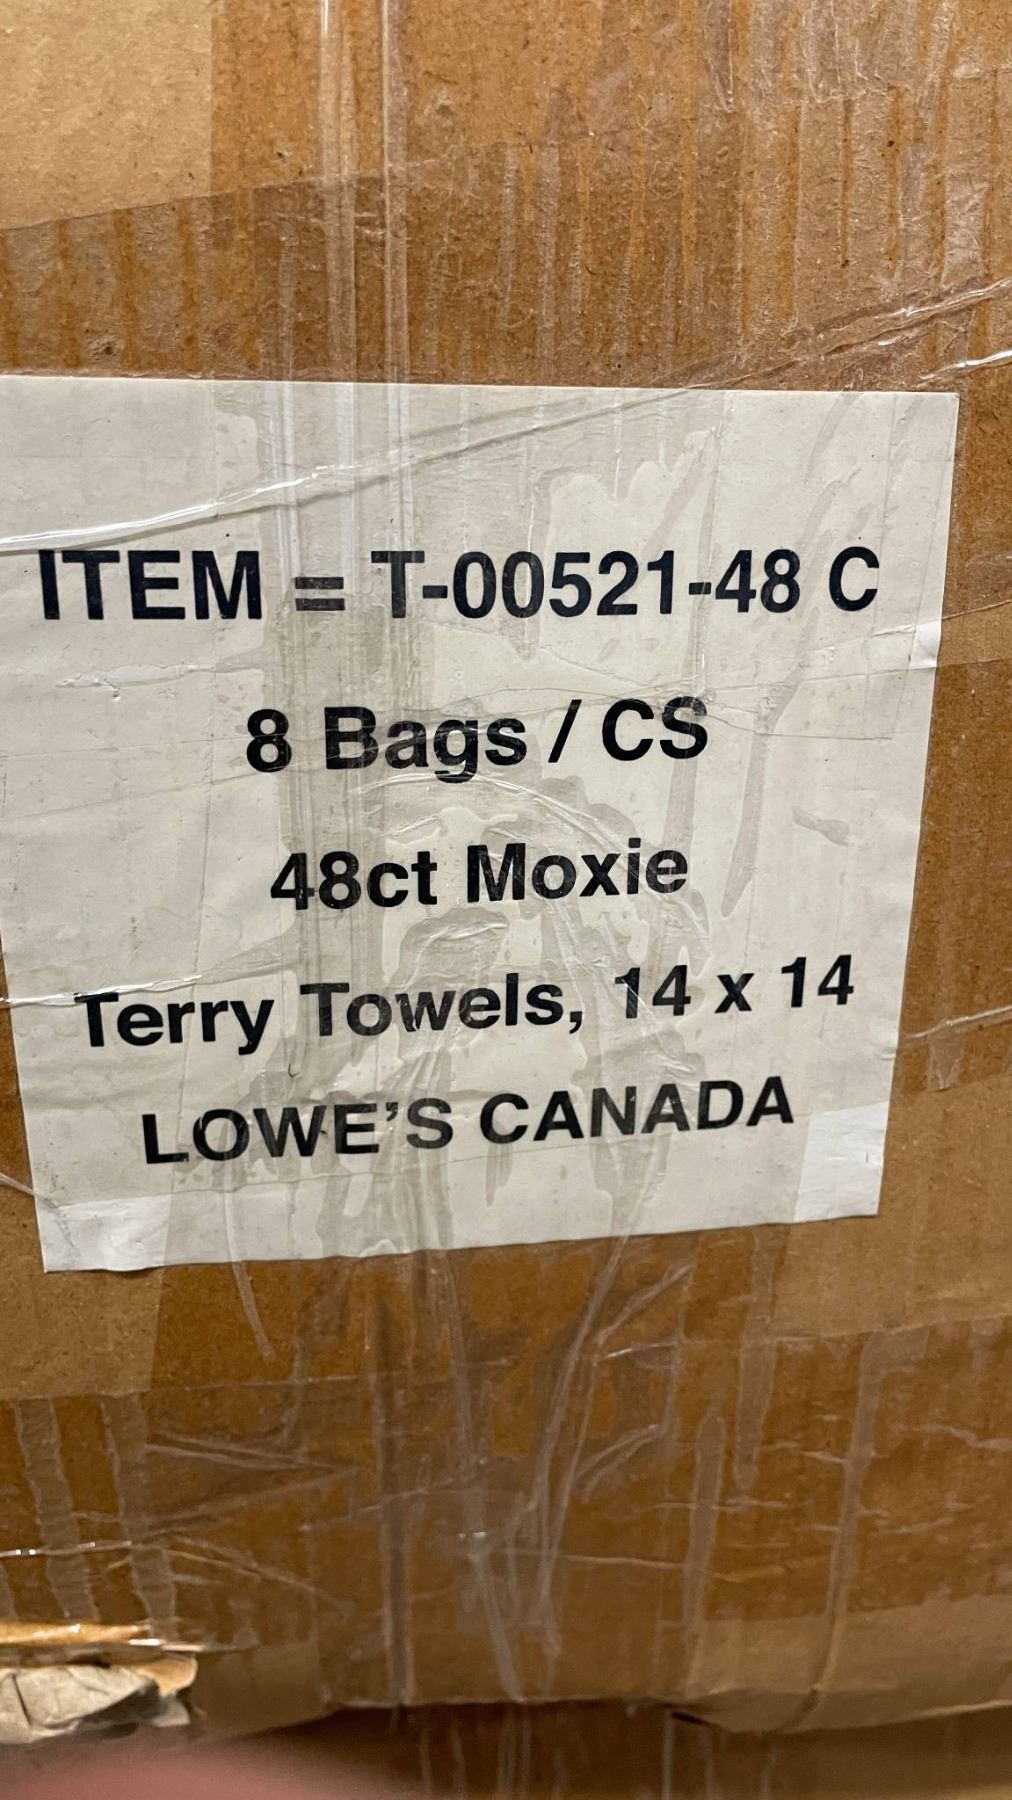 ITEM = T-00521-48 C
8 Bags / CS
48ct Moxie
Terry Towels, 14 x 14
LOWE'S CANADA